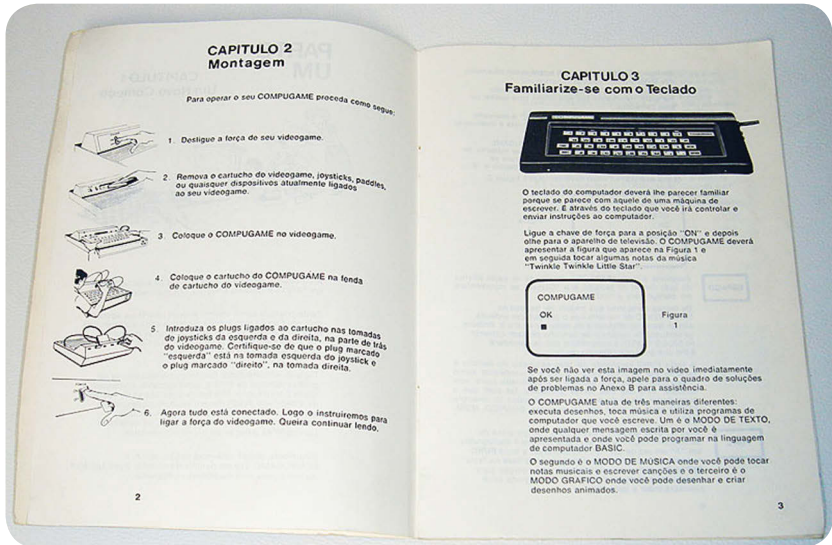 CAPITULO 2
Montagem
Para operar o seu COMPUGAME proceda como segue:
1. Desligue a força de seu videogame.
2. Remova o cartucho do videogame, joysticks, paddles,
ou quaisquer dispositivos atualmente ligados
ao seu videogame.
3. Coloque o COMPUGAME no videogame.
4. Coloque o cartucho do COMPUGAME na fenda
de cartucho do videogame.
5. Introduza os plugs ligados ao cartucho nas tomadas
de joysticks da esquerda e da direita, na parte de trás
do videogame. Certifique-se de que o plug marcado
"esquerda" está na tomada esquerda do joystick e
o plug marcado "direito", na tomada direita.
6. Agora tudo está conectado. Logo o instruiremos para
ligar a força do videogame. Queira continuar lendo.
2
CAPITULO 3
Familiarize-se com o Teclado
O teclado do computador deverá lhe parecer familiar
porque se parece com aquele de uma máquina de
escrever. É através do teclado que você irá controlar e
enviar instruções ao computador.
Ligue a chave de força para a posição "ON" e depois
olhe para o aparelho de televisão. O COMPUGAME deverá
apresentar a figura que aparece na Figura 1 e
em seguida tocar algumas notas da música
"Twinkle Twinkle Little Star".
COMPUGAME
OK
Figura
1
Se você não ver esta imagem no video imediatamente
após ser ligada a força, apele para o quadro de soluções
de problemas no Anexo B para assistência.
O COMPUGAME atua de três maneiras diferentes:
executa desenhos, toca música e utiliza programas de
computador que você escreve. Um é o MODO DE TEXTO,
onde qualquer mensagem escrita por você é
apresentada e onde você pode programar na linguagem
de computador BASIC.
O segundo é o MODO DE MÚSICA onde você pode tocar
notas musicais e escrever canções e o terceiro é o
MODO GRAFICO onde você pode desenhar e criar
desenhos animados.
3